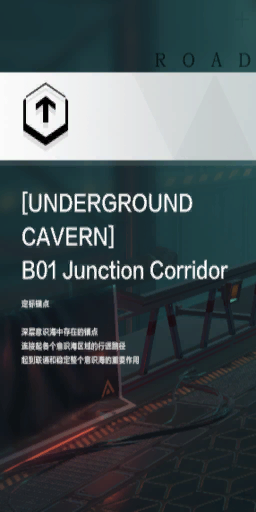 ROAD
[UNDERGROUND
CAVERN]
B01 Junction Corridor
定标锚点
深层意识海中存在的锚点
连接起各个意识海区域的行进路径
起到联通和稳定整个意识海的重要作用